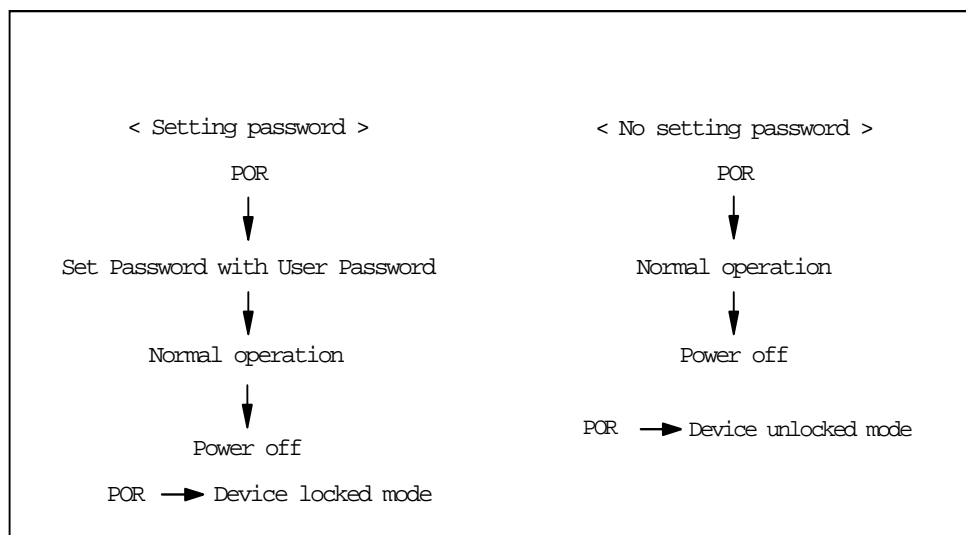 < Setting password >
POR
Set Password with User Password
Normal operation
Power off
POR
Device locked mode
< No setting password >
POR
Normal operation
Power off
POR
Device unlocked mode